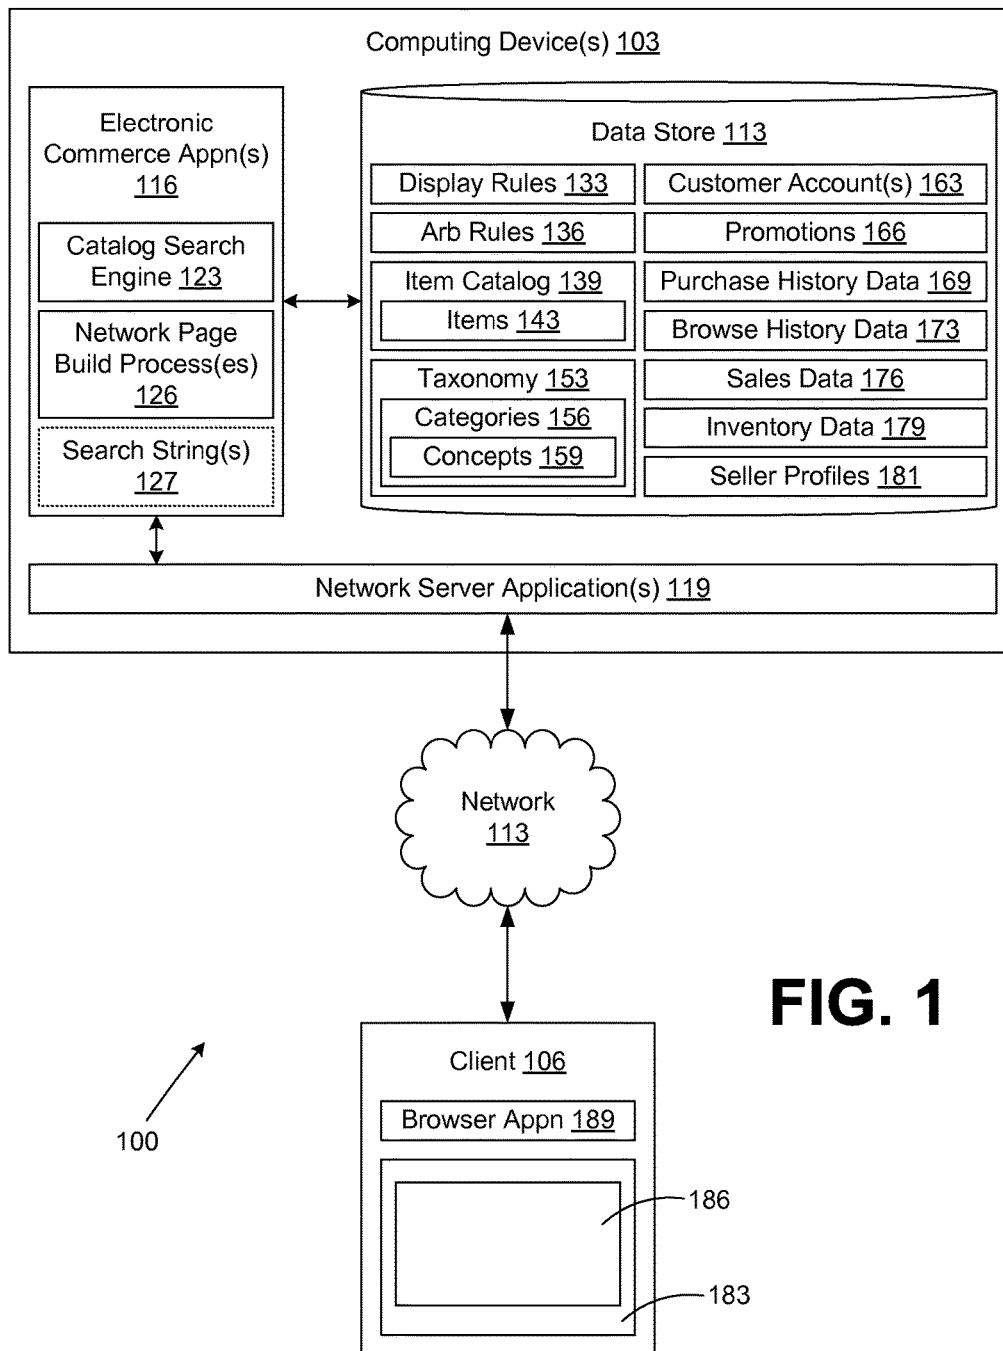 Computing Device(s) 103
Electronic
Commerce Appn(s)
116
Catalog Search
Engine 123
Network Page
Build Process(es)
126
Search String(s)
127
Data Store 113
Display Rules 133
Arb Rules 136
Item Catalog 139
Items 143
Taxonomy 153
Categories 156
Concepts 159
Customer Account(s) 163
Promotions 166
Purchase History Data 169
Browse History Data 173
Sales Data 176
Inventory Data 179
Seller Profiles 181
Network Server Application(s) 119
Network
113
FIG. 1
Client 106
Browser Appn 189
100
186
183